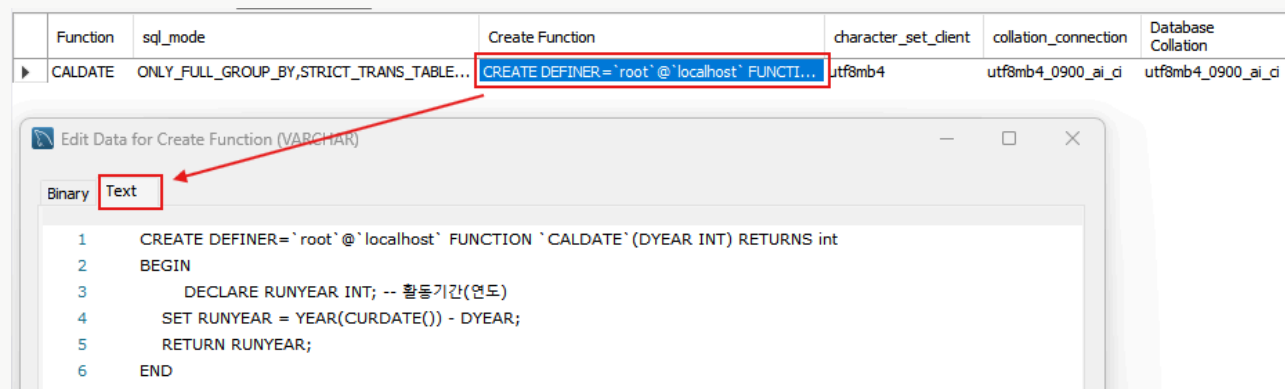 Function sql_mode Create Function character_set_client collation_connection Database Collation
CALDATE ONLY_FULL_GROUP_BY,STRICT_TRANS_TABLE... CREATE DEFINER=`root`@`localhost` FUNCTI... utf8mb4 utf8mb4_0900_ai_ci utf8mb4_0900_ai_ci
Edit Data for Create Function (VARCHAR)
Binary Text
1 CREATE DEFINER=`root`@`localhost` FUNCTION `CALDATE`(DYEAR INT) RETURNS int
2 BEGIN
3 DECLARE RUNYEAR INT; -- 활동기간(연도)
4 SET RUNYEAR = YEAR(CURDATE()) - DYEAR;
5 RETURN RUNYEAR;
6 END